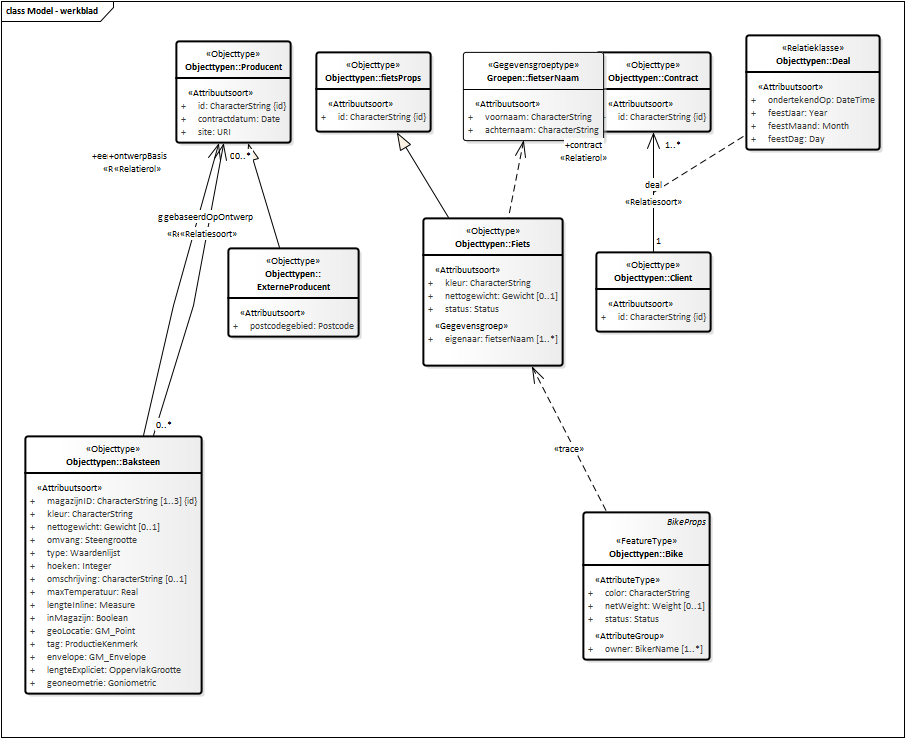 class Model - werkblad
«Objecttype»
Objecttypen::Producent
«Attribuutsoort»
+ id: CharacterString {id}
+ contractdatum: Date
+ site: URI
«Objecttype»
Objecttypen::fietsProps
«Attribuutsoort»
+ id: CharacterString {id}
«Gegevensgroeptype»
Groepen::fietserNaam
«Attribuutsoort»
+ voornaam: CharacterString
+ achternaam: CharacterString
«Objecttype»
Objecttypen::Contract
«Attribuutsoort»
id: CharacterString {id}
«Relatieklasse»
Objecttypen::Deal
«Attribuutsoort»
+ ondertekendOp: DateTime
+ feestJaar: Year
+ feestMaand: Month
+ feestDag: Day
+contract
«Relatierol»
1..*
deal
«Relatiesoort»
1
+ontwerpBasis
«Relatierol»
0..*
gebaseerdOpOntwerp
«Relatiesoort»
0..*
«Objecttype»
Objecttypen::
ExterneProducent
«Attribuutsoort»
+ postcodegebied: Postcode
«Objecttype»
Objecttypen::Fiets
«Attribuutsoort»
+ kleur: CharacterString
+ nettogewicht: Gewicht [0..1]
+ status: Status
«Gegevensgroep»
+ eigenaar: fietserNaam [1..*]
«Objecttype»
Objecttypen::Client
«Attribuutsoort»
+ id: CharacterString {id}
«trace»
«Objecttype»
Objecttypen::Baksteen
«Attribuutsoort»
+ magazijnID: CharacterString [1..3] {id}
+ kleur: CharacterString
+ nettogewicht: Gewicht [0..1]
+ omvang: Steengrootte
+ type: Waardenlijst
+ hoeken: Integer
+ omschrijving: CharacterString [0..1]
+ maxTemperatuur: Real
+ lengteInline: Measure
+ inMagazijn: Boolean
+ geoLocatie: GM_Point
+ tag: ProductieKenmerk
+ envelope: GM_Envelope
+ lengteExpliciet: OppervlakGrootte
+ geoneometrie: Goniometric
BikeProps
«FeatureType»
Objecttypen::Bike
«AttributeType»
+ color: CharacterString
+ netWeight: Weight [0..1]
+ status: Status
«AttributeGroup»
+ owner: BikerName [1..*]